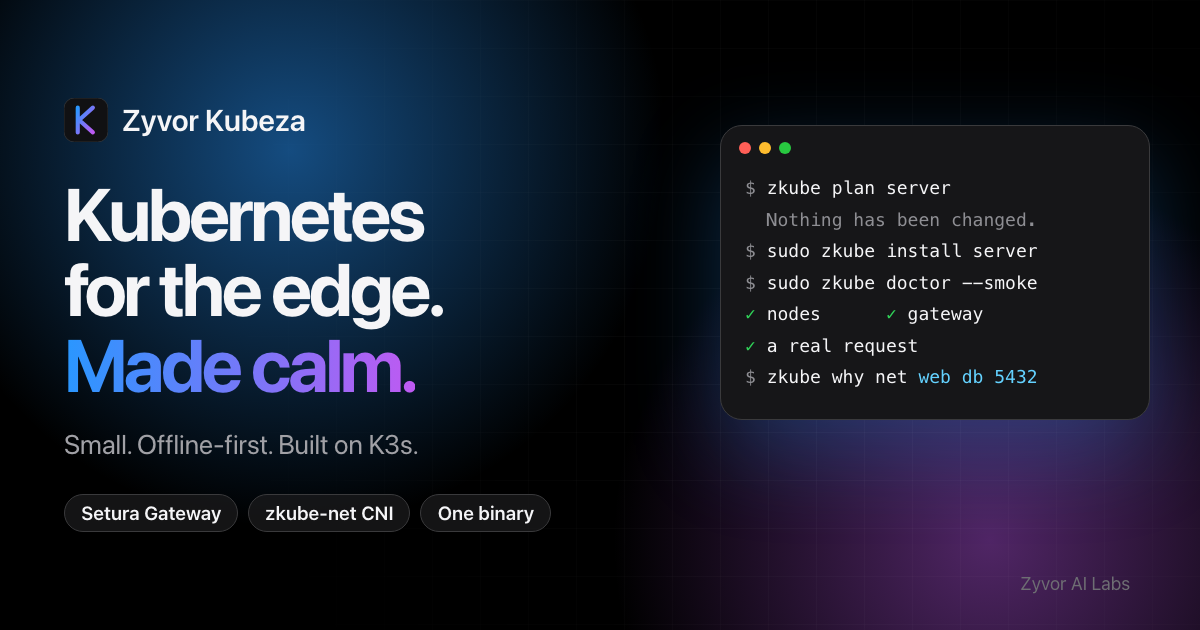 Zyvor Kubeza
Kubernetes
for the edge.
Made calm.
Small. Offline-first. Built on K3s.
Setura Gateway
zkube-net CNI
One binary
$ zkube plan server
Nothing has been changed.
$ sudo zkube install server
$ sudo zkube doctor --smoke
✓ nodes ✓ gateway
✓ a real request
$ zkube why net web db 5432
Zyvor AI Labs